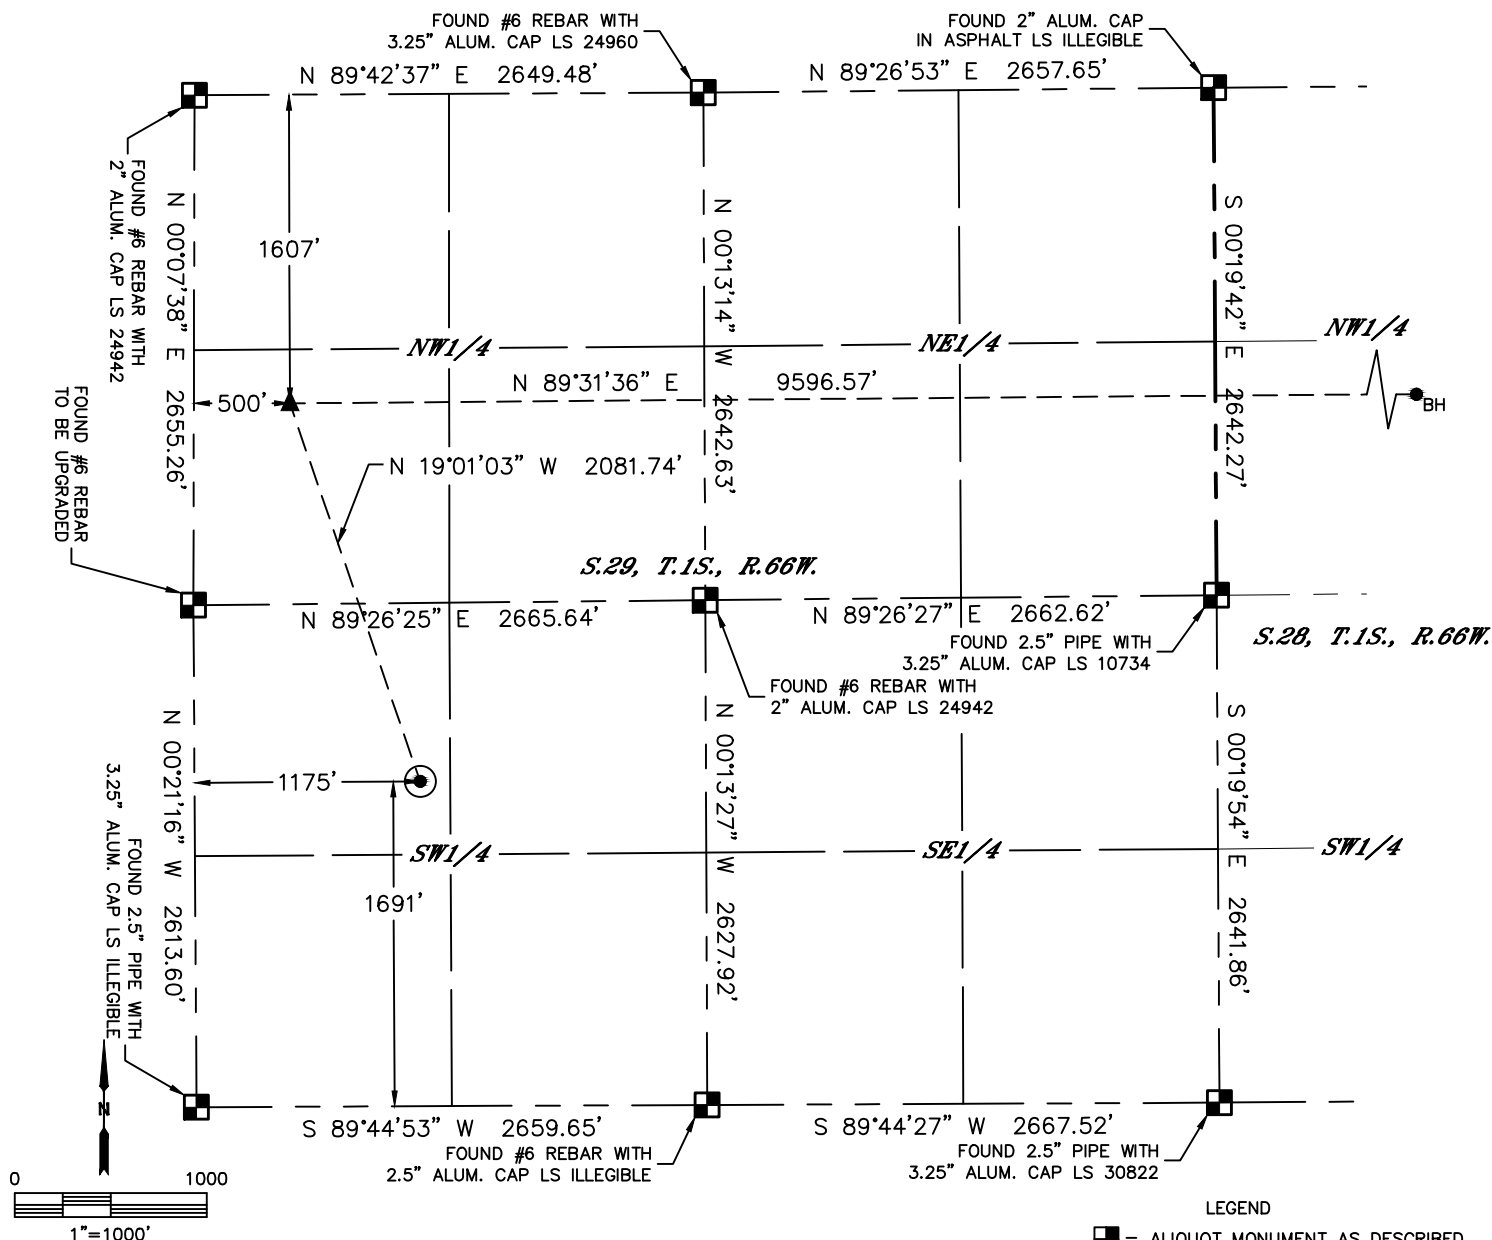 FOUND #6 REBAR WITH
3.25” ALUM. CAP LS 24960
FOUND 2” ALUM. CAP
IN ASPHALT LS ILLEGIBLE
N 89°42’37” E 2649.48’
N 89°26’53” E 2657.65’
FOUND #6 REBAR WITH
2” ALUM. CAP LS 24942
N 00°07’38” E 2655.26’
1607’
N 00°13’14” W 2642.63’
S 00°19’42” E 2642.27’
NW1/4
NE1/4
NW1/4
N 89°31’36” E 9596.57’
500’
BH
FOUND #6 REBAR
TO BE UPGRADED
N 19°01’03” W 2081.74’
S.29, T.1S., R.66W.
N 89°26’25” E 2665.64’
N 89°26’27” E 2662.62’
FOUND 2.5” PIPE WITH
3.25” ALUM. CAP LS 10734
S.28, T.1S., R.66W.
FOUND #6 REBAR WITH
2” ALUM. CAP LS 24942
N 00°21’16” W 2613.60’
N 00°13’27” W 2627.92’
S 00°19’54” E 2641.86’
1175’
FOUND 2.5” PIPE WITH
3.25” ALUM. CAP LS ILLEGIBLE
SW1/4
SE1/4
SW1/4
1691’
N
S 89°44’53” W 2659.65’
S 89°44’27” W 2667.52’
FOUND #6 REBAR WITH
2.5” ALUM. CAP LS ILLEGIBLE
FOUND 2.5” PIPE WITH
3.25” ALUM. CAP LS 30822
0 1000
1”=1000’
LEGEND
= ALIQUOT MONUMENT AS DESCRIBED